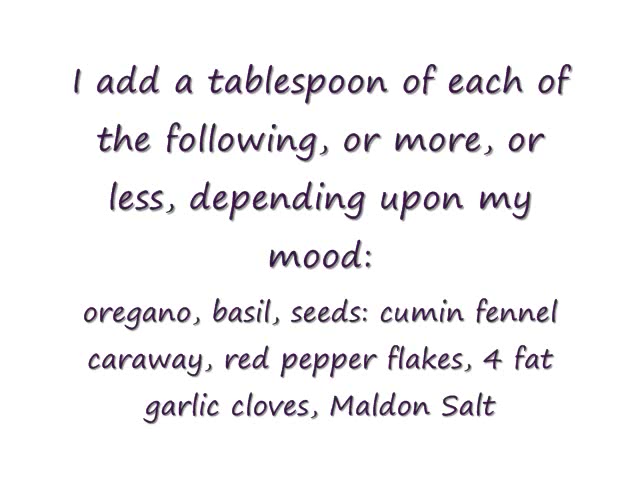 I add a tablespoon of each of
the following, or more, or
less, depending upon my
mood:
oregano, basil, seeds: cumin fennel
caraway, red pepper flakes, 4 fat
garlic cloves, Maldon Salt